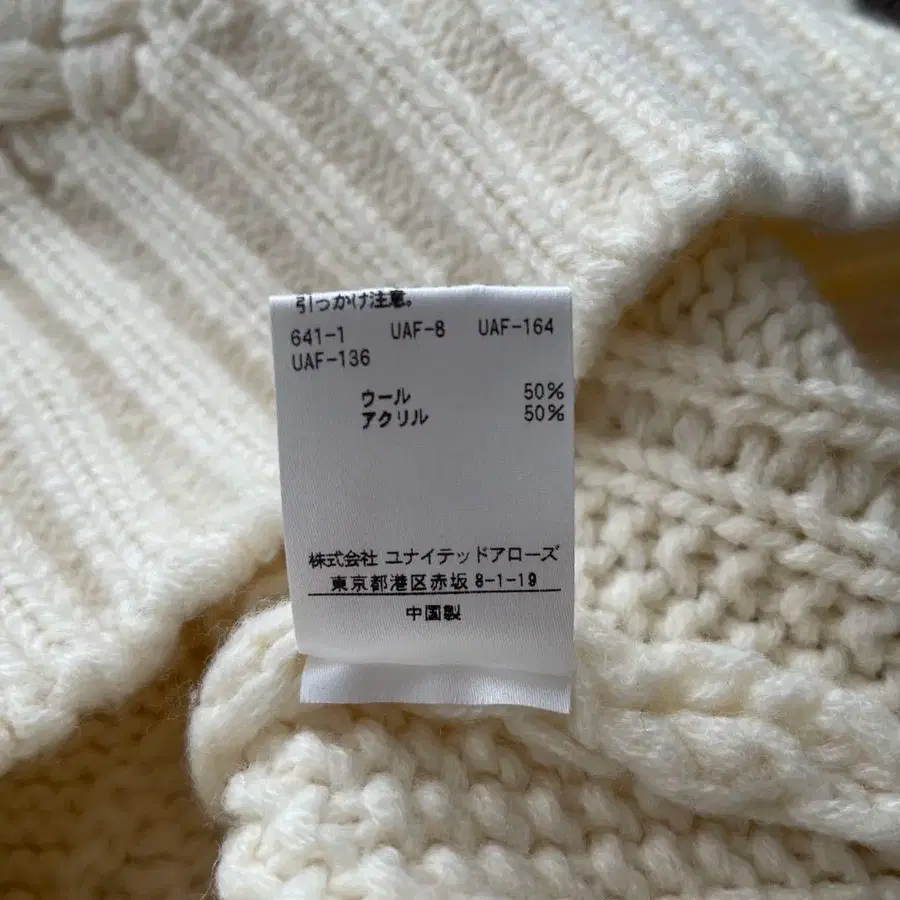 引っかけ注意。
641-1 UAF-8 UAF-164
UAF-136
ウール 50%
アクリル 50%
株式会社 ユナイテッドアローズ
東京都港区赤坂 8-1-19
中国製